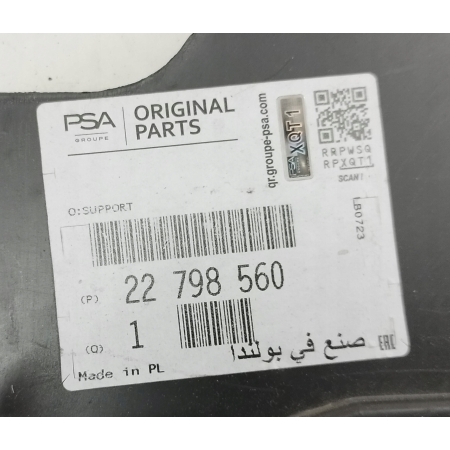 PSA
GROUPE
ORIGINAL
PARTS
qr.groupe-psa.com
XQT1
RRPWSQ
RPXQT1
SCAN!
LB0723
O:SUPPORT
(P) 22 798 560
(Q) 1
Made in PL
صنع في بولندا
EAC